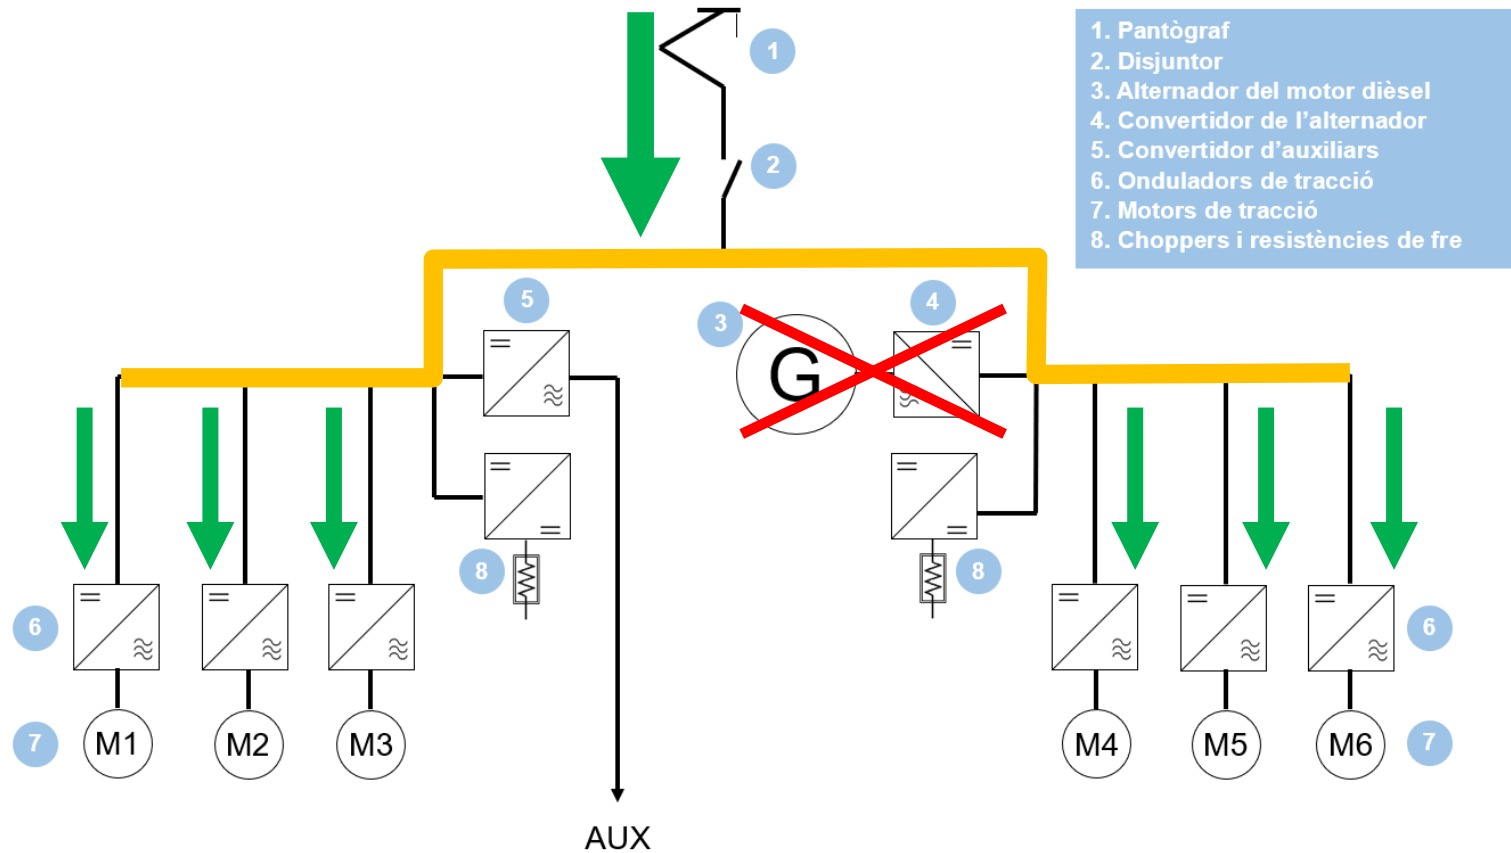 1
1. Pantògraf
2. Disjuntor
3. Alternador del motor dièsel
4. Convertidor de l'alternador
5. Convertidor d'auxiliars
6. Onduladors de tracció
7. Motors de tracció
8. Choppers i resistències de fre
2
5
3
4
G
8
8
6
6
7
M1
M2
M3
M4
M5
M6
7
AUX